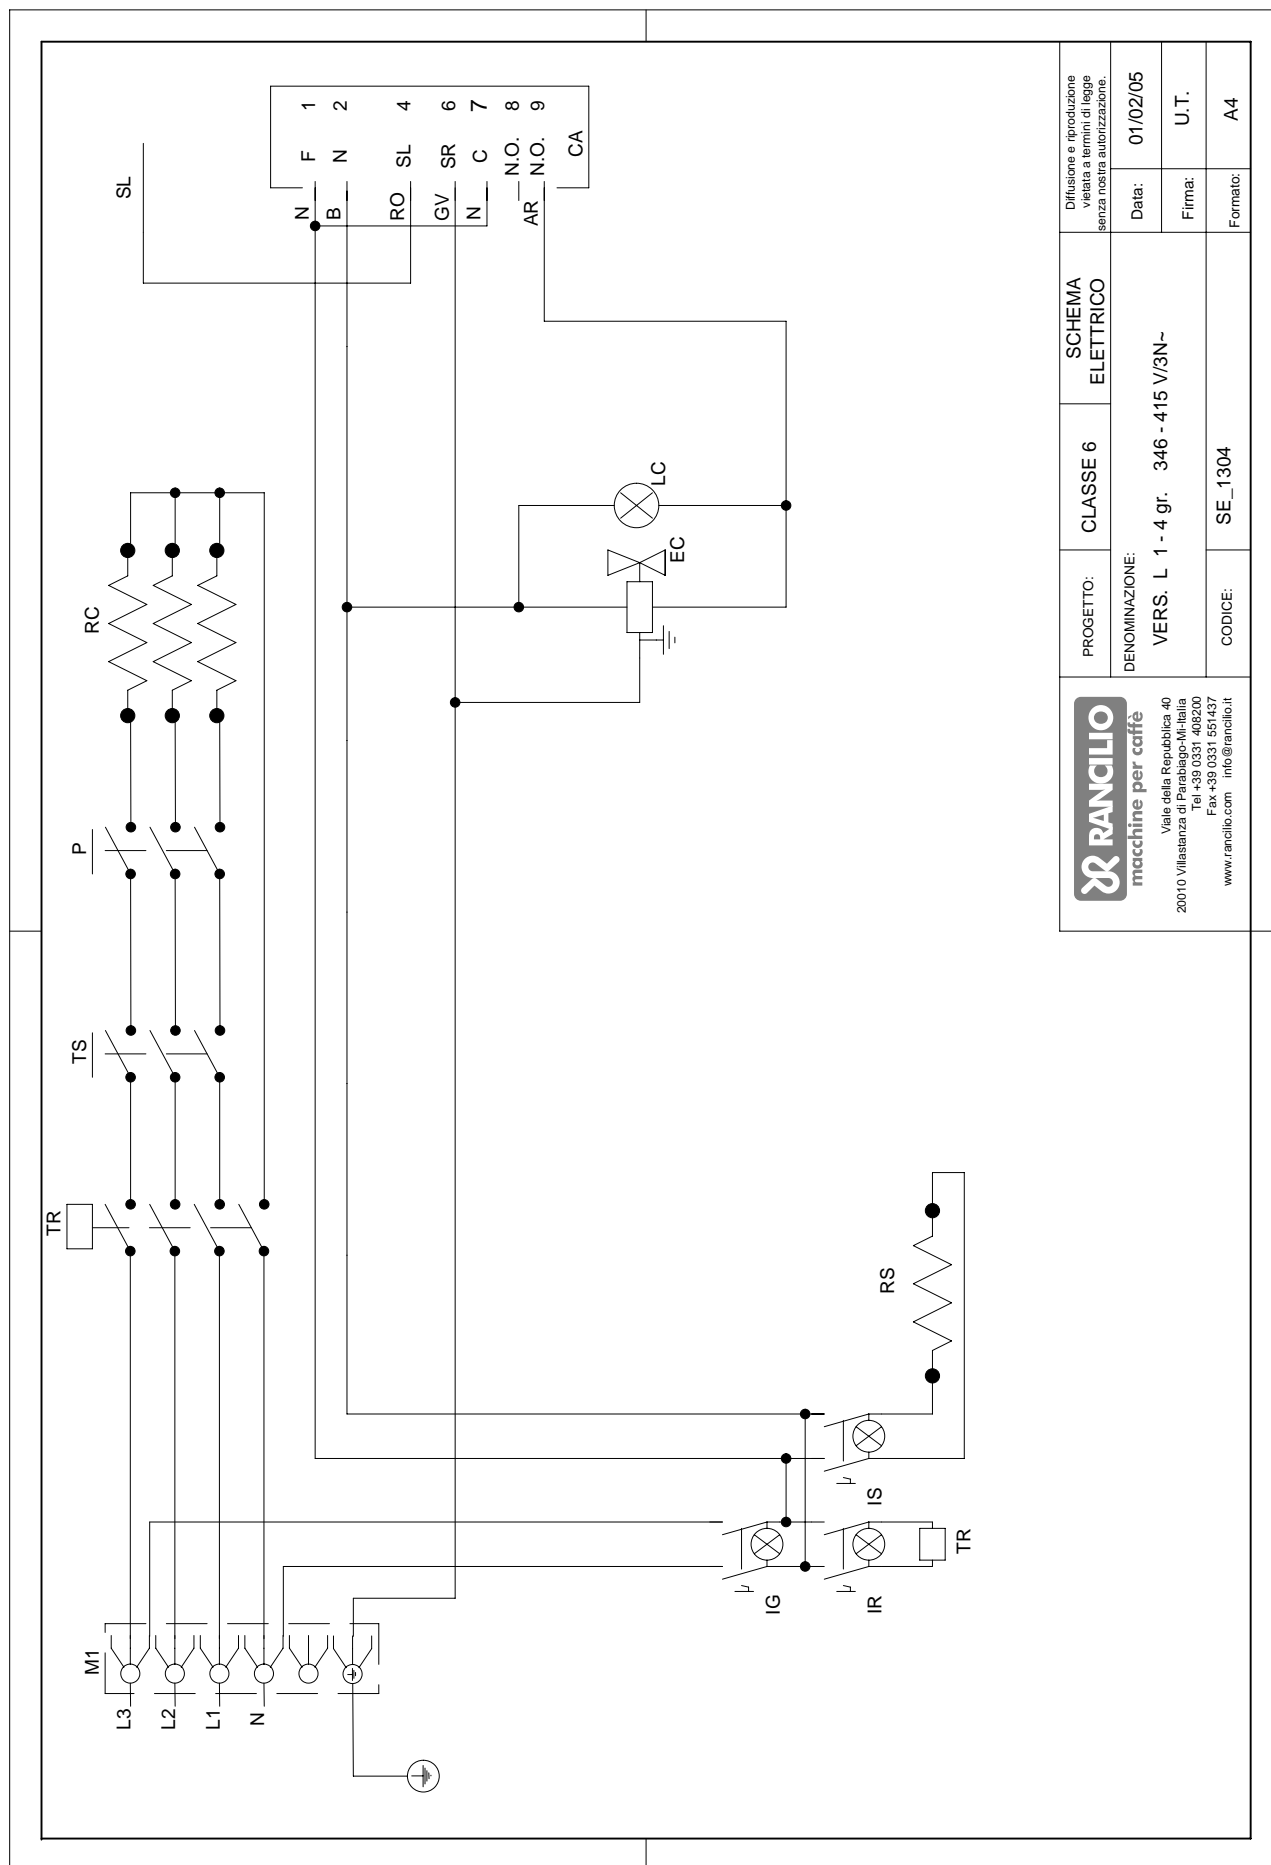 SL
F 1
N 2
SL 4
SR 6
C 7
N.O. 8
N.O. 9
CA
N
B
RO
GV
N
AR
RC
P
TS
TR
LC
EC
RS
IS
IG
IR
TR
M1
L3
L2
L1
N
RANCILIO
macchine per caffè
Viale della Repubblica 40
20010 Villastanza di Parabiago-Mi-Italia
Tel +39 0331 408200
Fax +39 0331 551437
www.rancilio.com info@rancilio.it
PROGETTO:
CLASSE 6
SCHEMA
ELETTRICO
Diffusione e riproduzione
vietata a termini di legge
senza nostra autorizzazione.
DENOMINAZIONE:
VERS. L 1 - 4 gr. 346 - 415 V/3N~
Data:
01/02/05
Firma:
U.T.
CODICE:
SE_1304
Formato:
A4